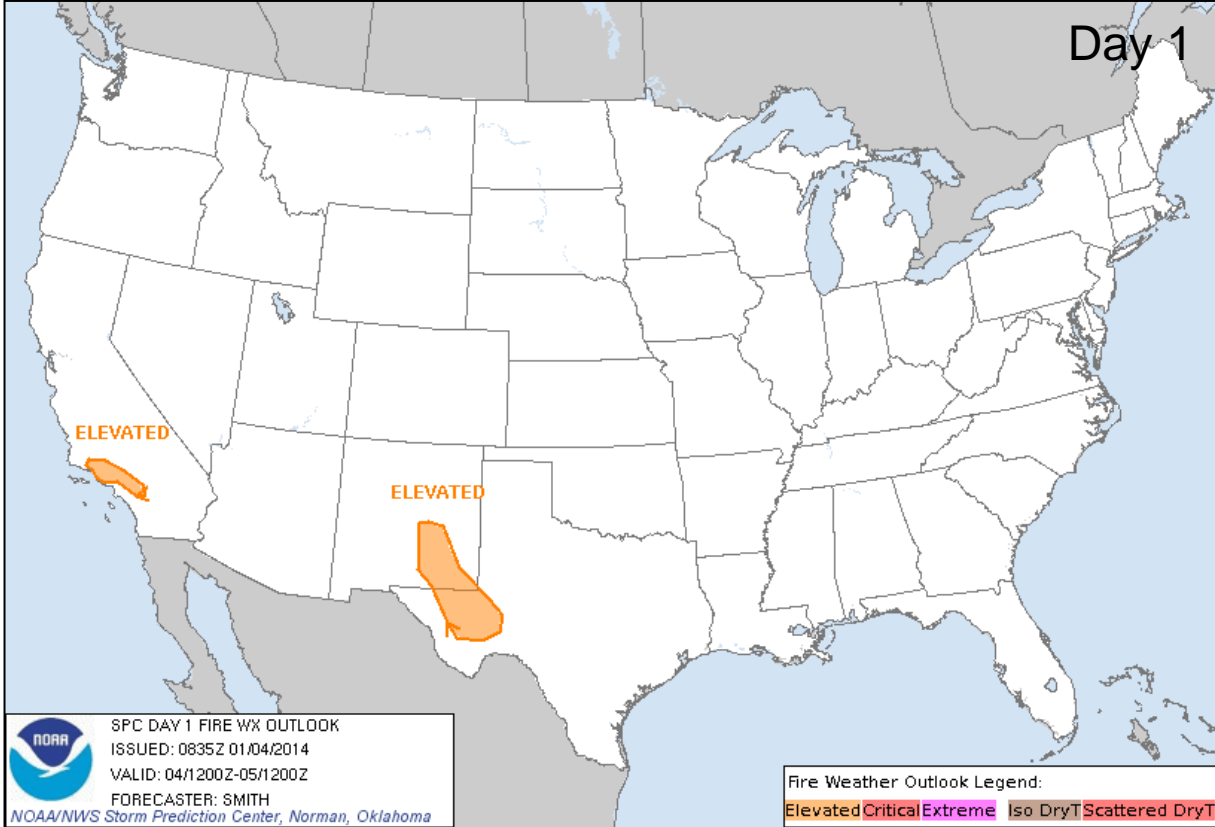 Day 1
ELEVATED
ELEVATED
NOAA
SPC DAY 1 FIRE WX OUTLOOK
ISSUED: 0835Z 01/04/2014
VALID: 04/1200Z-05/1200Z
FORECASTER: SMITH
NOAA/NWS Storm Prediction Center, Norman, Oklahoma
Fire Weather Outlook Legend:
Elevated Critical Extreme Iso DryT Scattered DryT